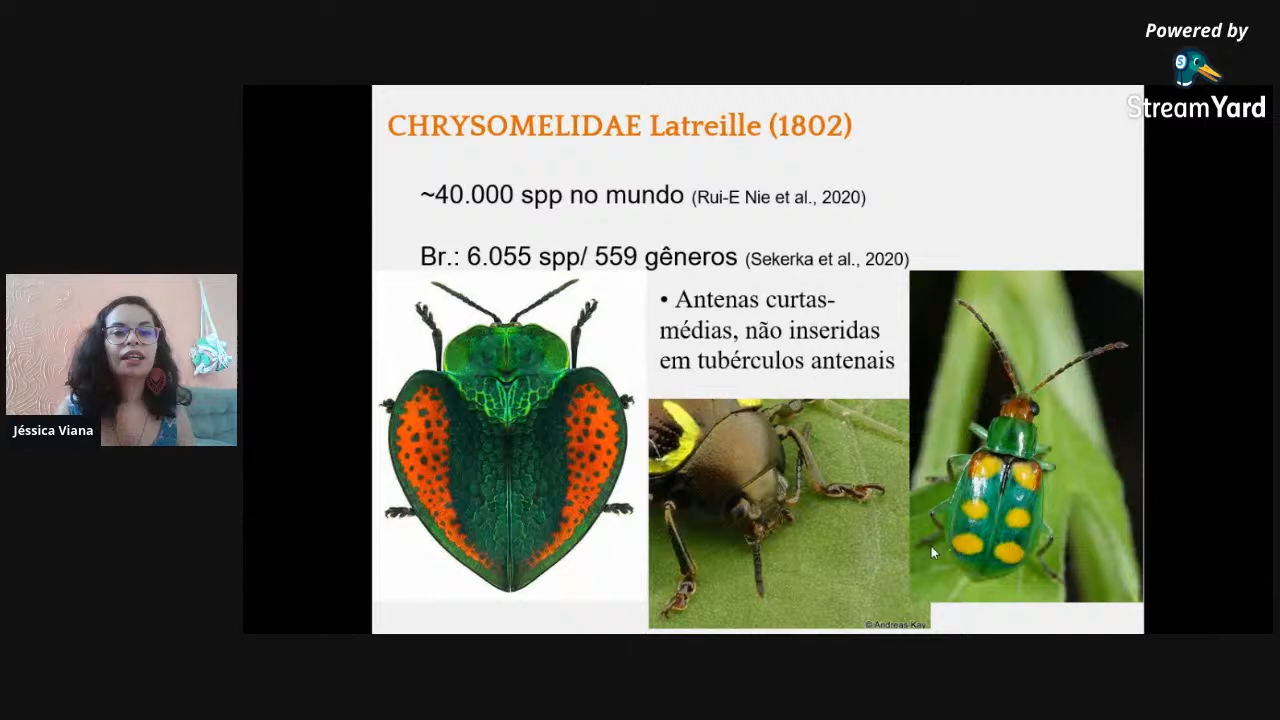 Powered by
StreamYard
CHRYSOMELIDAE Latreille (1802)
~40.000 spp no mundo (Rui-E Nie et al., 2020)
Br.: 6.055 spp/ 559 gêneros (Sekerka et al., 2020)
• Antenas curtas-
médias, não inseridas
em tubérculos antenais
© Andreas Kay
Jéssica Viana